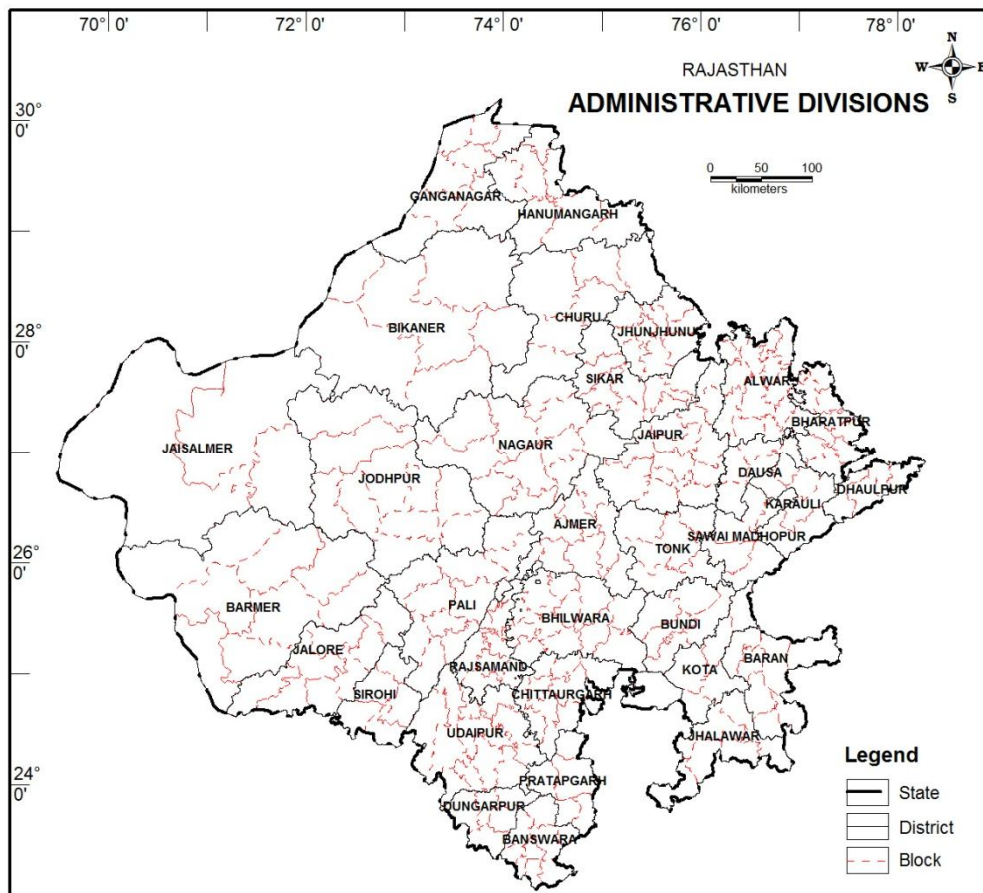 70° 0'
72° 0'
74° 0'
76° 0'
78° 0'
N
W
E
S
RAJASTHAN
ADMINISTRATIVE DIVISIONS
30°
0'
0 50 100
kilometers
GANGANAGAR
HANUMANGARH
28°
0'
BIKANER
CHURU
JHUNJHUNU
SIKAR
ALWAR
BHARATPUR
JAISALMER
NAGAUR
JAIPUR
JODHPUR
DAUSA
DHAULPUR
KARAULI
26°
0'
AJMER
SAWAI MADHOPUR
TONK
BARMER
PALI
BHILWARA
BUNDI
JALORE
RAJSAMAND
KOTA
BARAN
SIROHI
CHITTAURGARH
UDAIPUR
JHALAWAR
24°
0'
PRATAPGARH
DUNGARPUR
BANSWARA
Legend
State
District
Block